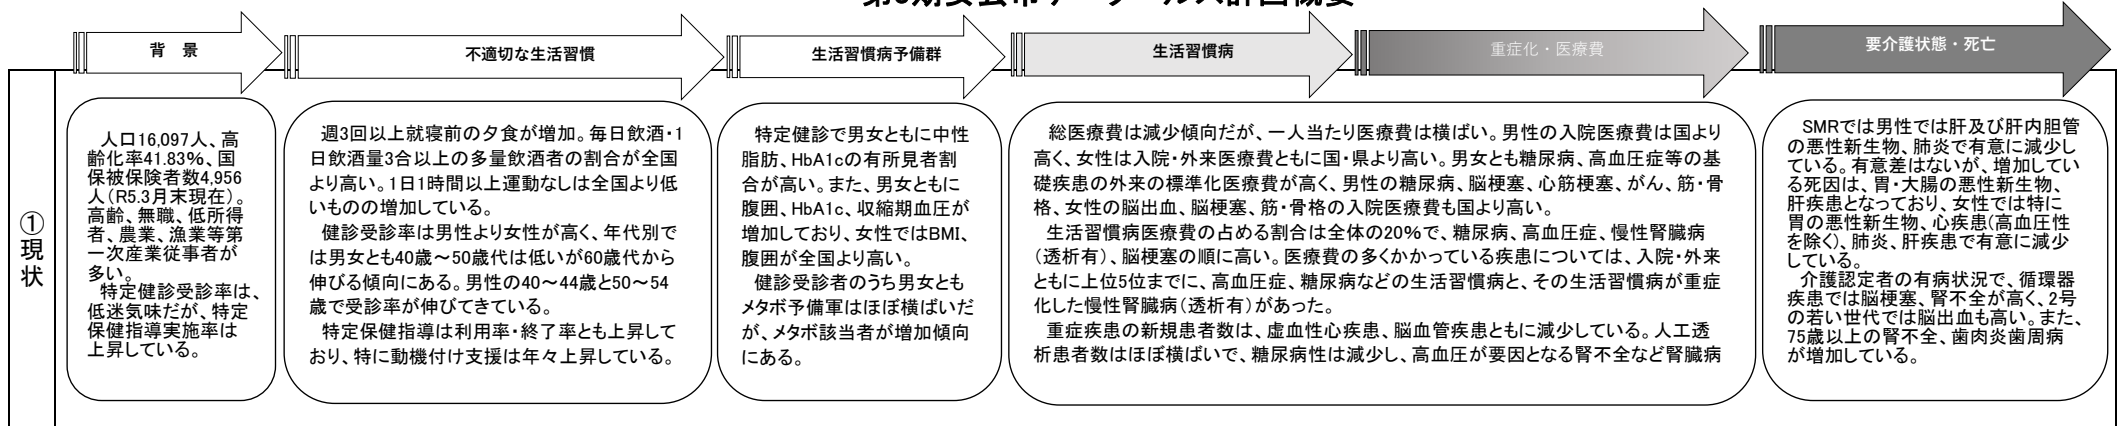 背　景
不適切な生活習慣
生活習慣病予備群
生活習慣病
重症化・医療費
要介護状態・死亡
①
現
状
人口16,097人、高
齢化率41.83%、国
保被保険者数4,956
人（R5.3月末現在）。
高齢、無職、低所得
者、農業、漁業等第
一次産業従事者が
多い。
特定健診受診率は、
低迷気味だが、特定
保健指導実施率は
上昇している。
週3回以上就寝前の夕食が増加。毎日飲酒・1
日飲酒量3合以上の多量飲酒者の割合が全国
より高い。1日1時間以上運動なしは全国より低
いものの増加している。
健診受診率は男性より女性が高く、年代別で
は男女とも40歳～50歳代は低いが60歳代から
伸びる傾向にある。男性の40～44歳と50～54
歳で受診率が伸びてきている。
特定保健指導は利用率・終了率とも上昇して
おり、特に動機付け支援は年々上昇している。
特定健診で男女ともに中性
脂肪、HbA1cの有所見者割
合が高い。また、男女ともに
腹囲、HbA1c、収縮期血圧が
増加しており、女性ではBMI、
腹囲が全国より高い。
健診受診者のうち男女とも
メタボ予備軍はほぼ横ばいだ
が、メタボ該当者が増加傾向
にある。
総医療費は減少傾向だが、一人当たり医療費は横ばい。男性の入院医療費は国より
高く、女性は入院・外来医療費ともに国・県より高い。男女とも糖尿病、高血圧症等の基
礎疾患の外来の標準化医療費が高く、男性の糖尿病、脳梗塞、心筋梗塞、がん、筋・骨
格、女性の脳出血、脳梗塞、筋・骨格の入院医療費も国より高い。
生活習慣病医療費の占める割合は全体の20%で、糖尿病、高血圧症、慢性腎臓病
（透析有）、脳梗塞の順に高い。医療費の多くかかっている疾患については、入院・外来
ともに上位5位までに、高血圧症、糖尿病などの生活習慣病と、その生活習慣病が重症
化した慢性腎臓病（透析有）があった。
重症疾患の新規患者数は、虚血性心疾患、脳血管疾患ともに減少している。人工透
析患者数はほぼ横ばいで、糖尿病性は減少し、高血圧が要因となる腎不全など腎臓病
SMRでは男性では肝及び肝内胆管
の悪性新生物、肺炎で有意に減少し
ている。有意差はないが、増加してい
る死因は、胃・大腸の悪性新生物、
肝疾患となっており、女性では特に
胃の悪性新生物、心疾患（高血圧性
を除く）、肺炎、肝疾患で有意に減少
している。
介護認定者の有病状況で、循環器
疾患では脳梗塞、腎不全が高く、2号
の若い世代では脳出血も高い。また、
75歳以上の腎不全、歯肉炎歯周病
が増加している。